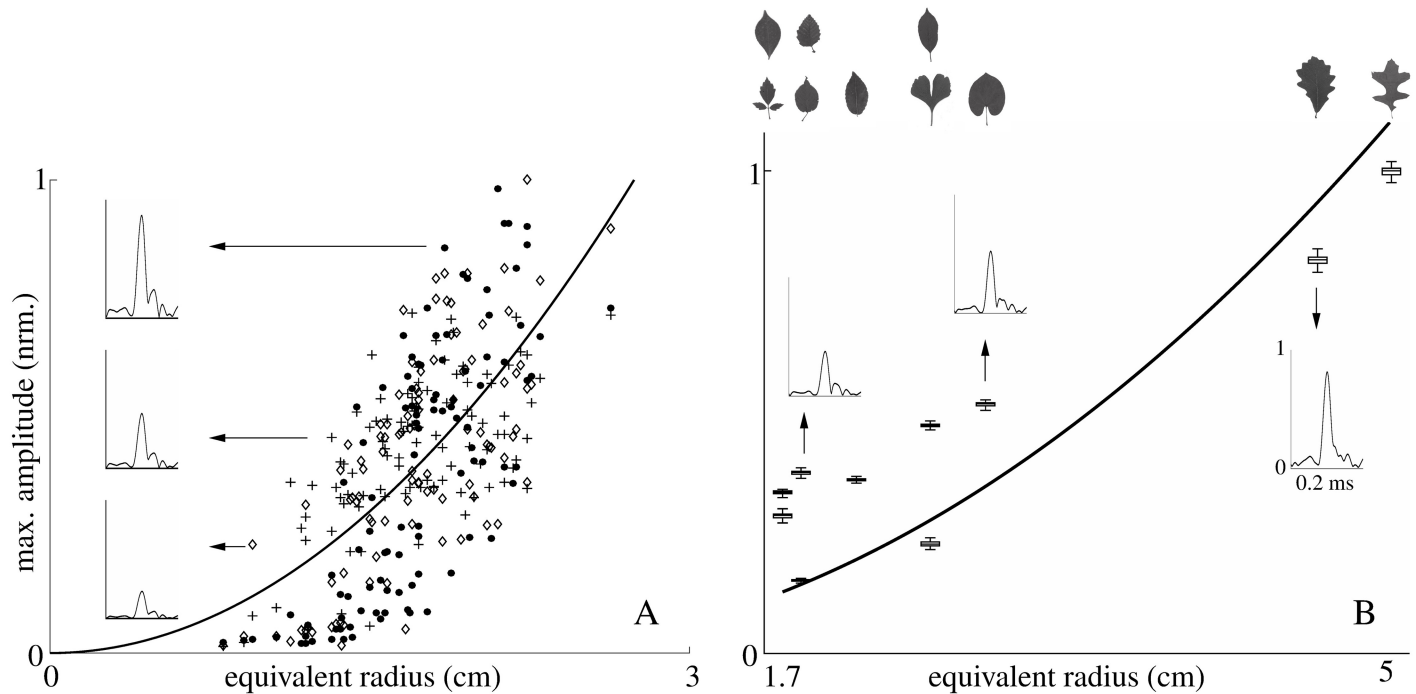 1
max. amplitude (nrm.)
0
0
equivalent radius (cm)
3
A
1
0
1.7
equivalent radius (cm)
5
B
1
0
0.2 ms